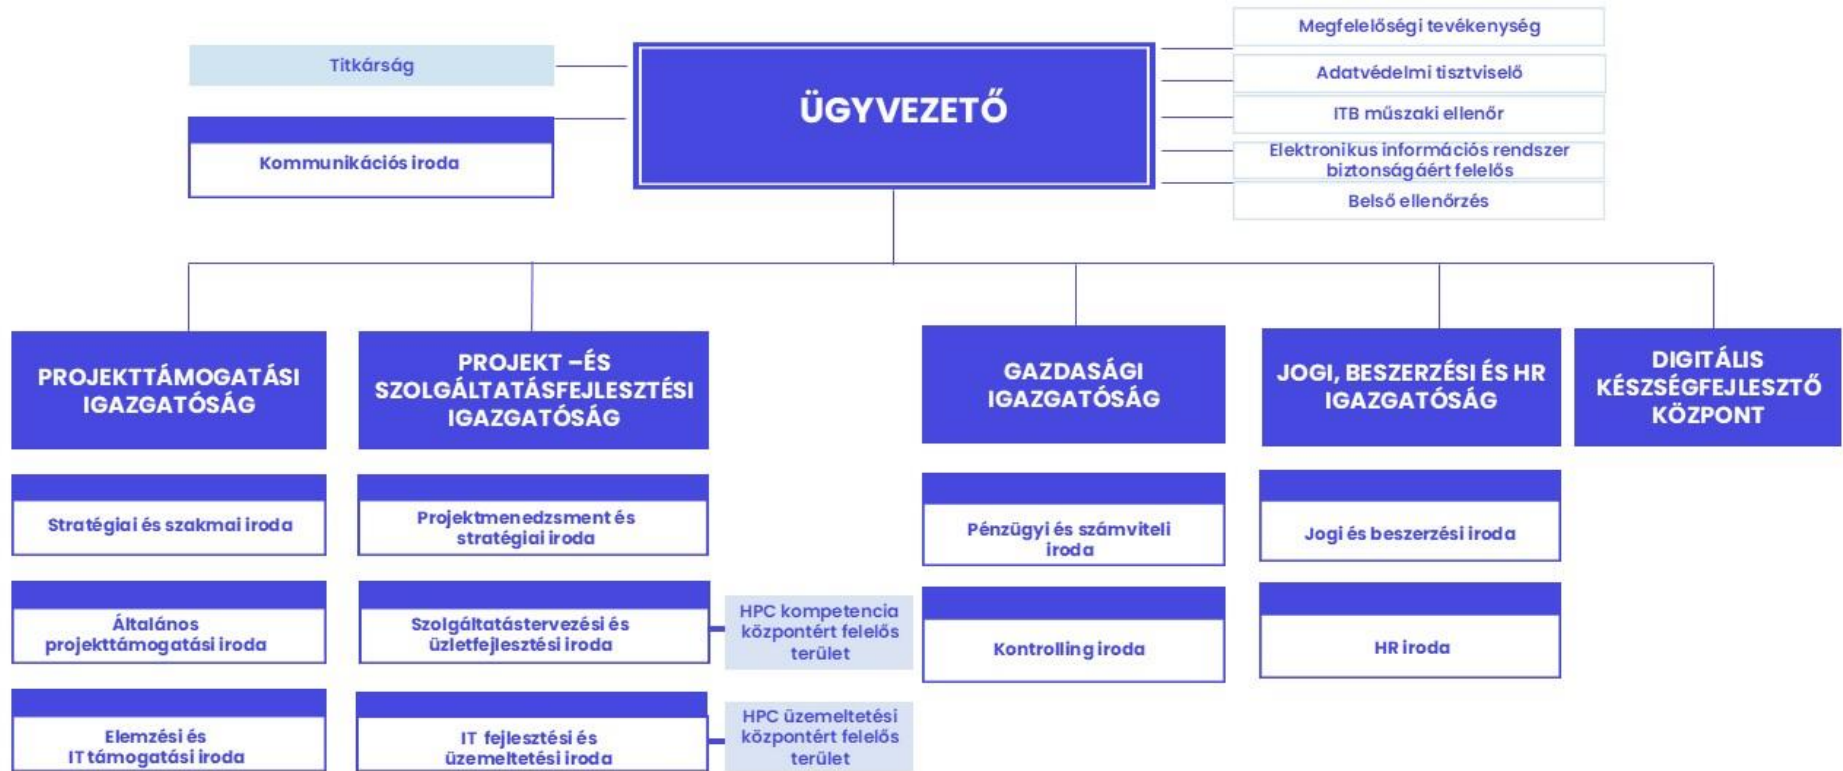 Titkárság
Kommunikációs iroda
ÜGYVEZETŐ
Megfelelőségi tevékenység
Adatvédelmi tisztviselő
ITB műszaki ellenőr
Elektronikus információs rendszer
biztonságáért felelős
Belső ellenőrzés
PROJEKTTÁMOGATÁSI
IGAZGATÓSÁG
Stratégiai és szakmai iroda
Általános
projekttámogatási iroda
Elemzési és
IT támogatási iroda
PROJEKT –ÉS
SZOLGÁLTATÁSFEJLESZTÉSI
IGAZGATÓSÁG
Projektmenedzsment és
stratégiai iroda
Szolgáltatástervezési és
üzletfejlesztési iroda
HPC kompetencia
központért felelős
terület
IT fejlesztési és
üzemeltetési iroda
HPC üzemeltetési
központért felelős
terület
GAZDASÁGI
IGAZGATÓSÁG
Pénzügyi és számviteli
iroda
Kontrolling iroda
JOGI, BESZERZÉSI ÉS HR
IGAZGATÓSÁG
Jogi és beszerzési iroda
HR iroda
DIGITÁLIS
KÉSZSÉGFEJLESZTŐ
KÖZPONT